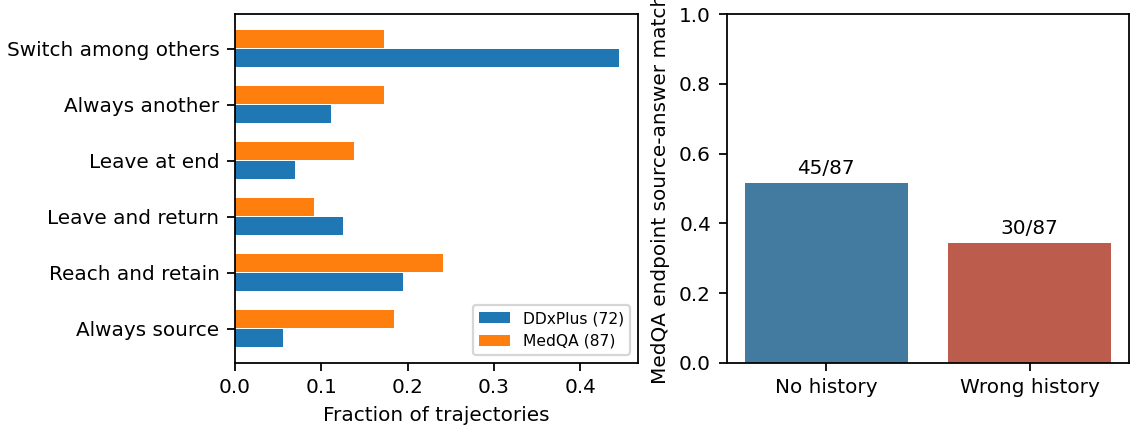 Switch among others
Always another
Leave at end
Leave and return
Reach and retain
Always source
0.0 0.1 0.2 0.3 0.4
Fraction of trajectories
DDxPlus (72)
MedQA (87)
MedQA endpoint source-answer match
1.0
0.8
0.6
0.4
0.2
0.0
45/87
30/87
No history Wrong history